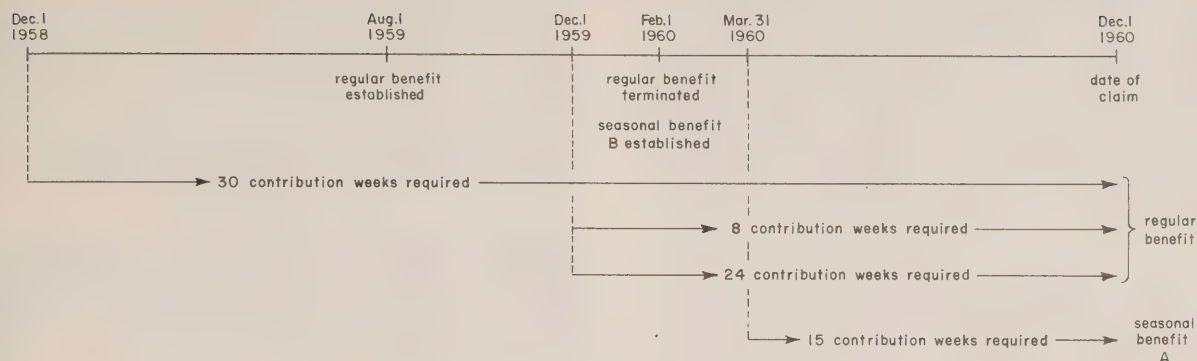 Dec. 1
1958
Aug. 1
1959
Dec. 1
1959
Feb. 1
1960
Mar. 31
1960
Dec. 1
1960
regular benefit
established
regular benefit
terminated
seasonal benefit
B established
date of
claim
30 contribution weeks required
8 contribution weeks required
24 contribution weeks required
regular
benefit
15 contribution weeks required
seasonal
benefit
A